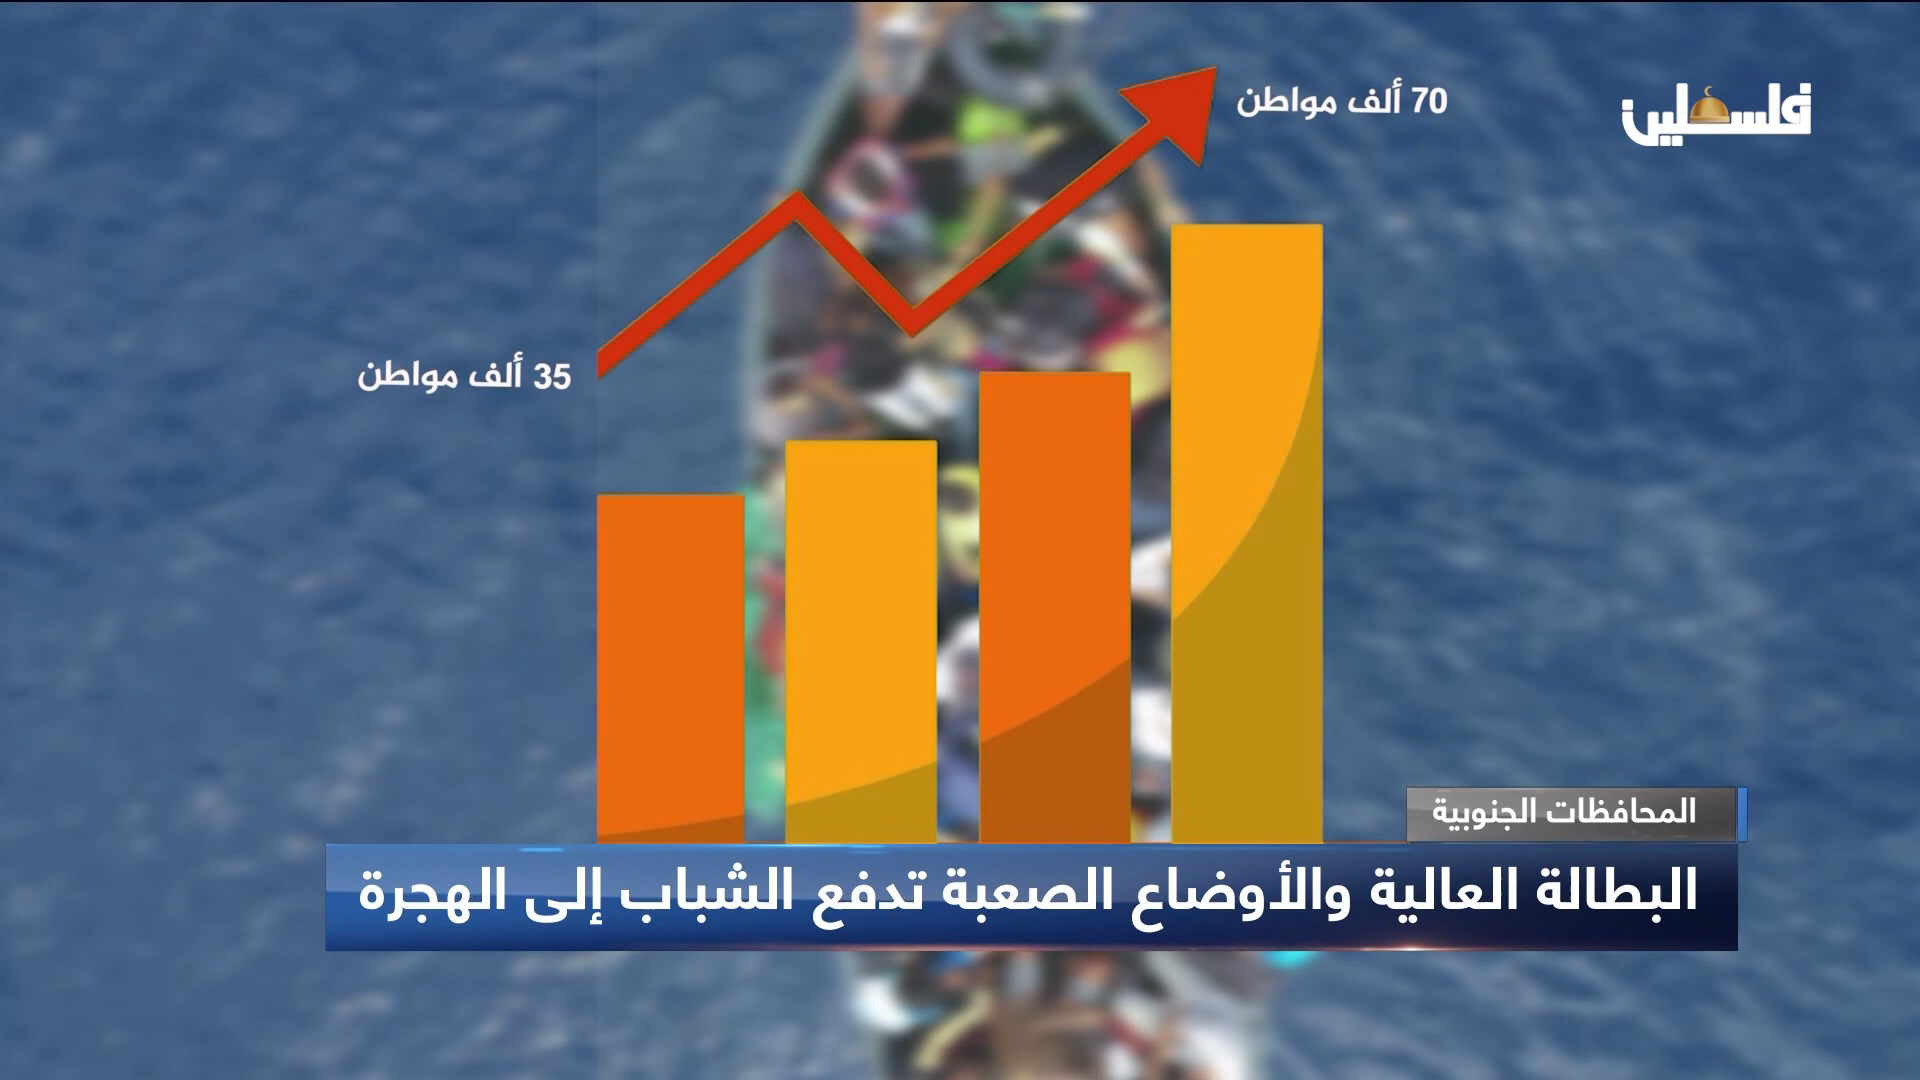 فلسطين
70 ألف مواطن
35 ألف مواطن
المحافظات الجنوبية
البطالة العالية والأوضاع الصعبة تدفع الشباب إلى الهجرة